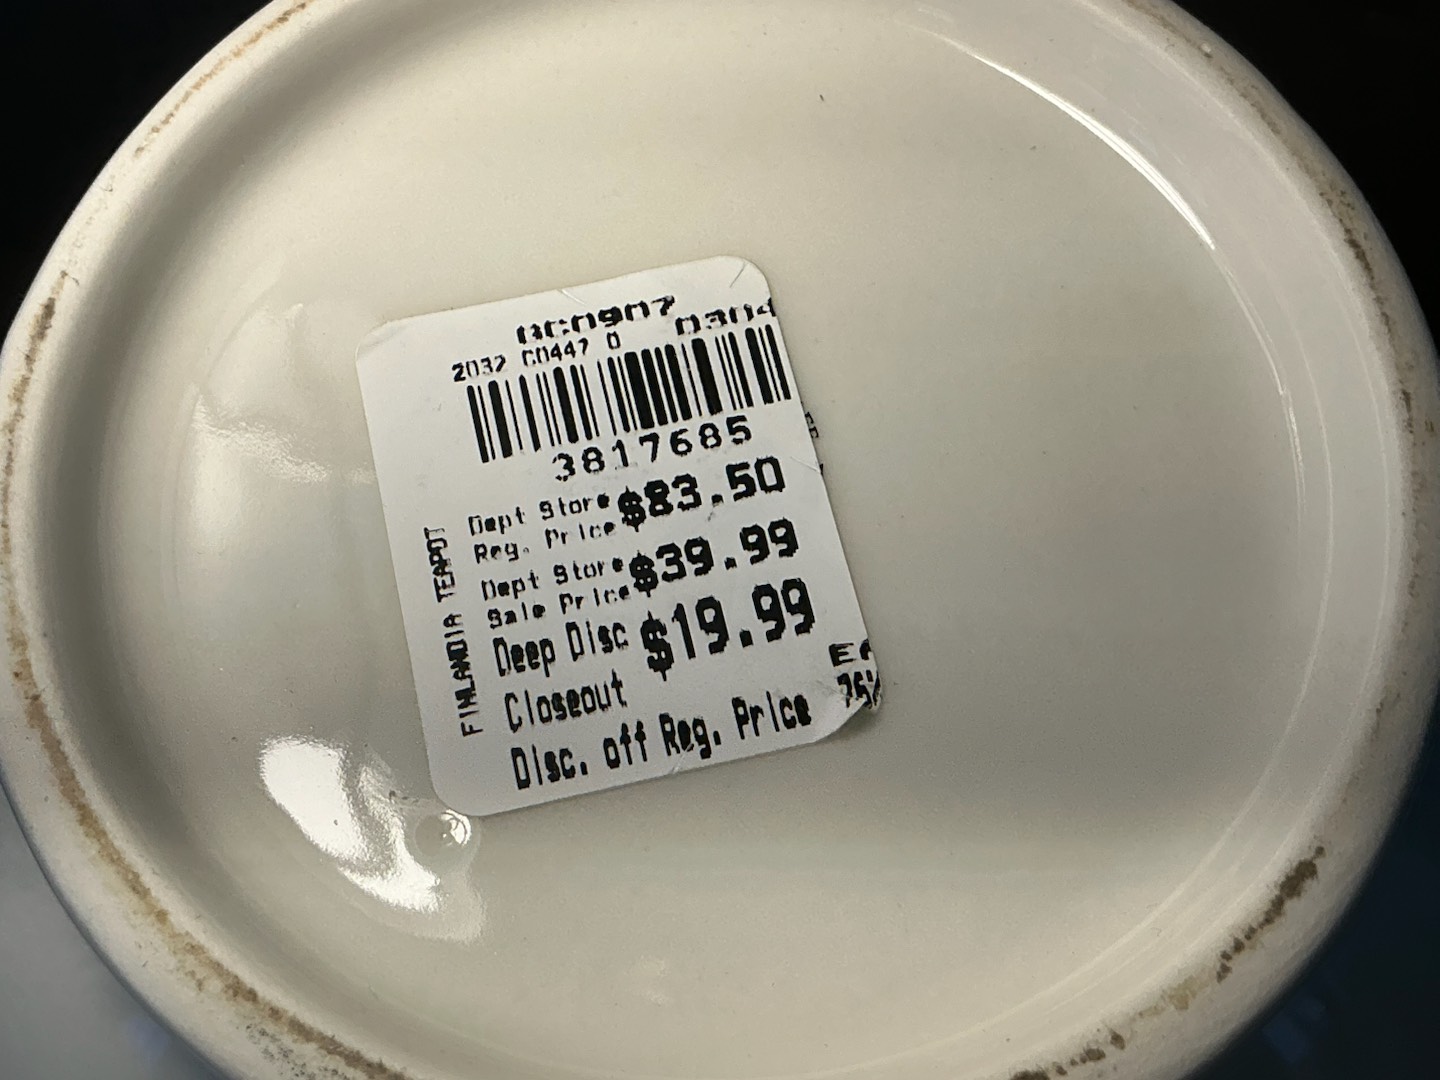 BC0907 0304
2032 C0447 0
3817685
Dept Store $83.50
Reg. Price
Dept Store $39.99
Sale Price
Deep Disc $19.99
Closeout
Disc. off Reg. Price
FINLANDIA TEAPOT